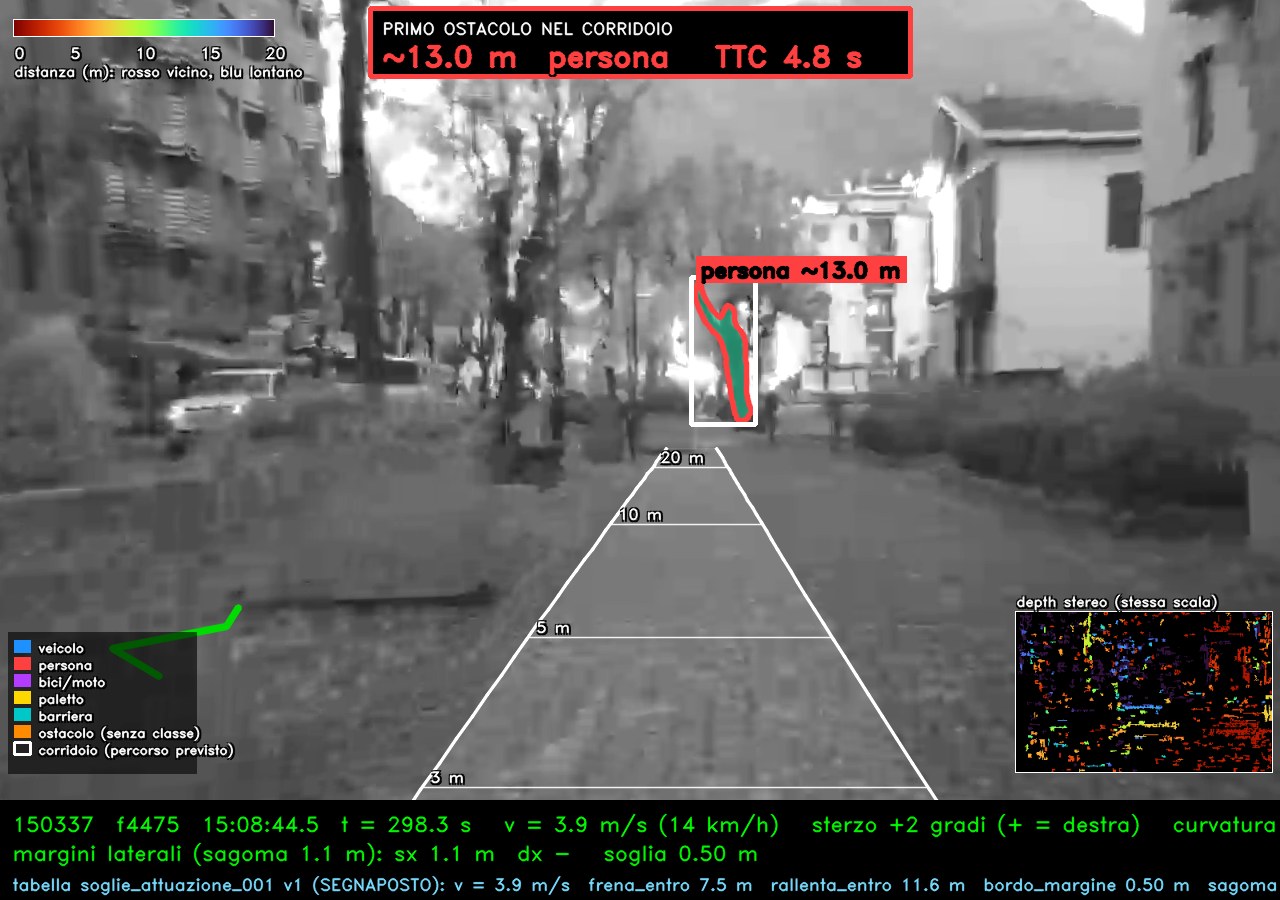 PRIMO OSTACOLO NEL CORRIDOIO
~13.0 m persona TTC 4.8 s
0 5 10 15 20
distanza (m): rosso vicino, blu lontano
persona ~13.0 m
20 m
10 m
5 m
3 m
depth stereo (stessa scala)
veicolo
persona
bici/moto
paletto
barriera
ostacolo (senza classe)
corridoio (percorso previsto)
150337 f4475 15:08:44.5 t = 298.3 s v = 3.9 m/s (14 km/h) sterzo +2 gradi (+ = destra) curvatura
margini laterali (sagoma 1.1 m): sx 1.1 m dx – soglia 0.50 m
tabella soglie_attuazione_001 v1 (SEGNAPOSTO): v = 3.9 m/s frena_entro 7.5 m rallenta_entro 11.6 m bordo_margine 0.50 m sagoma